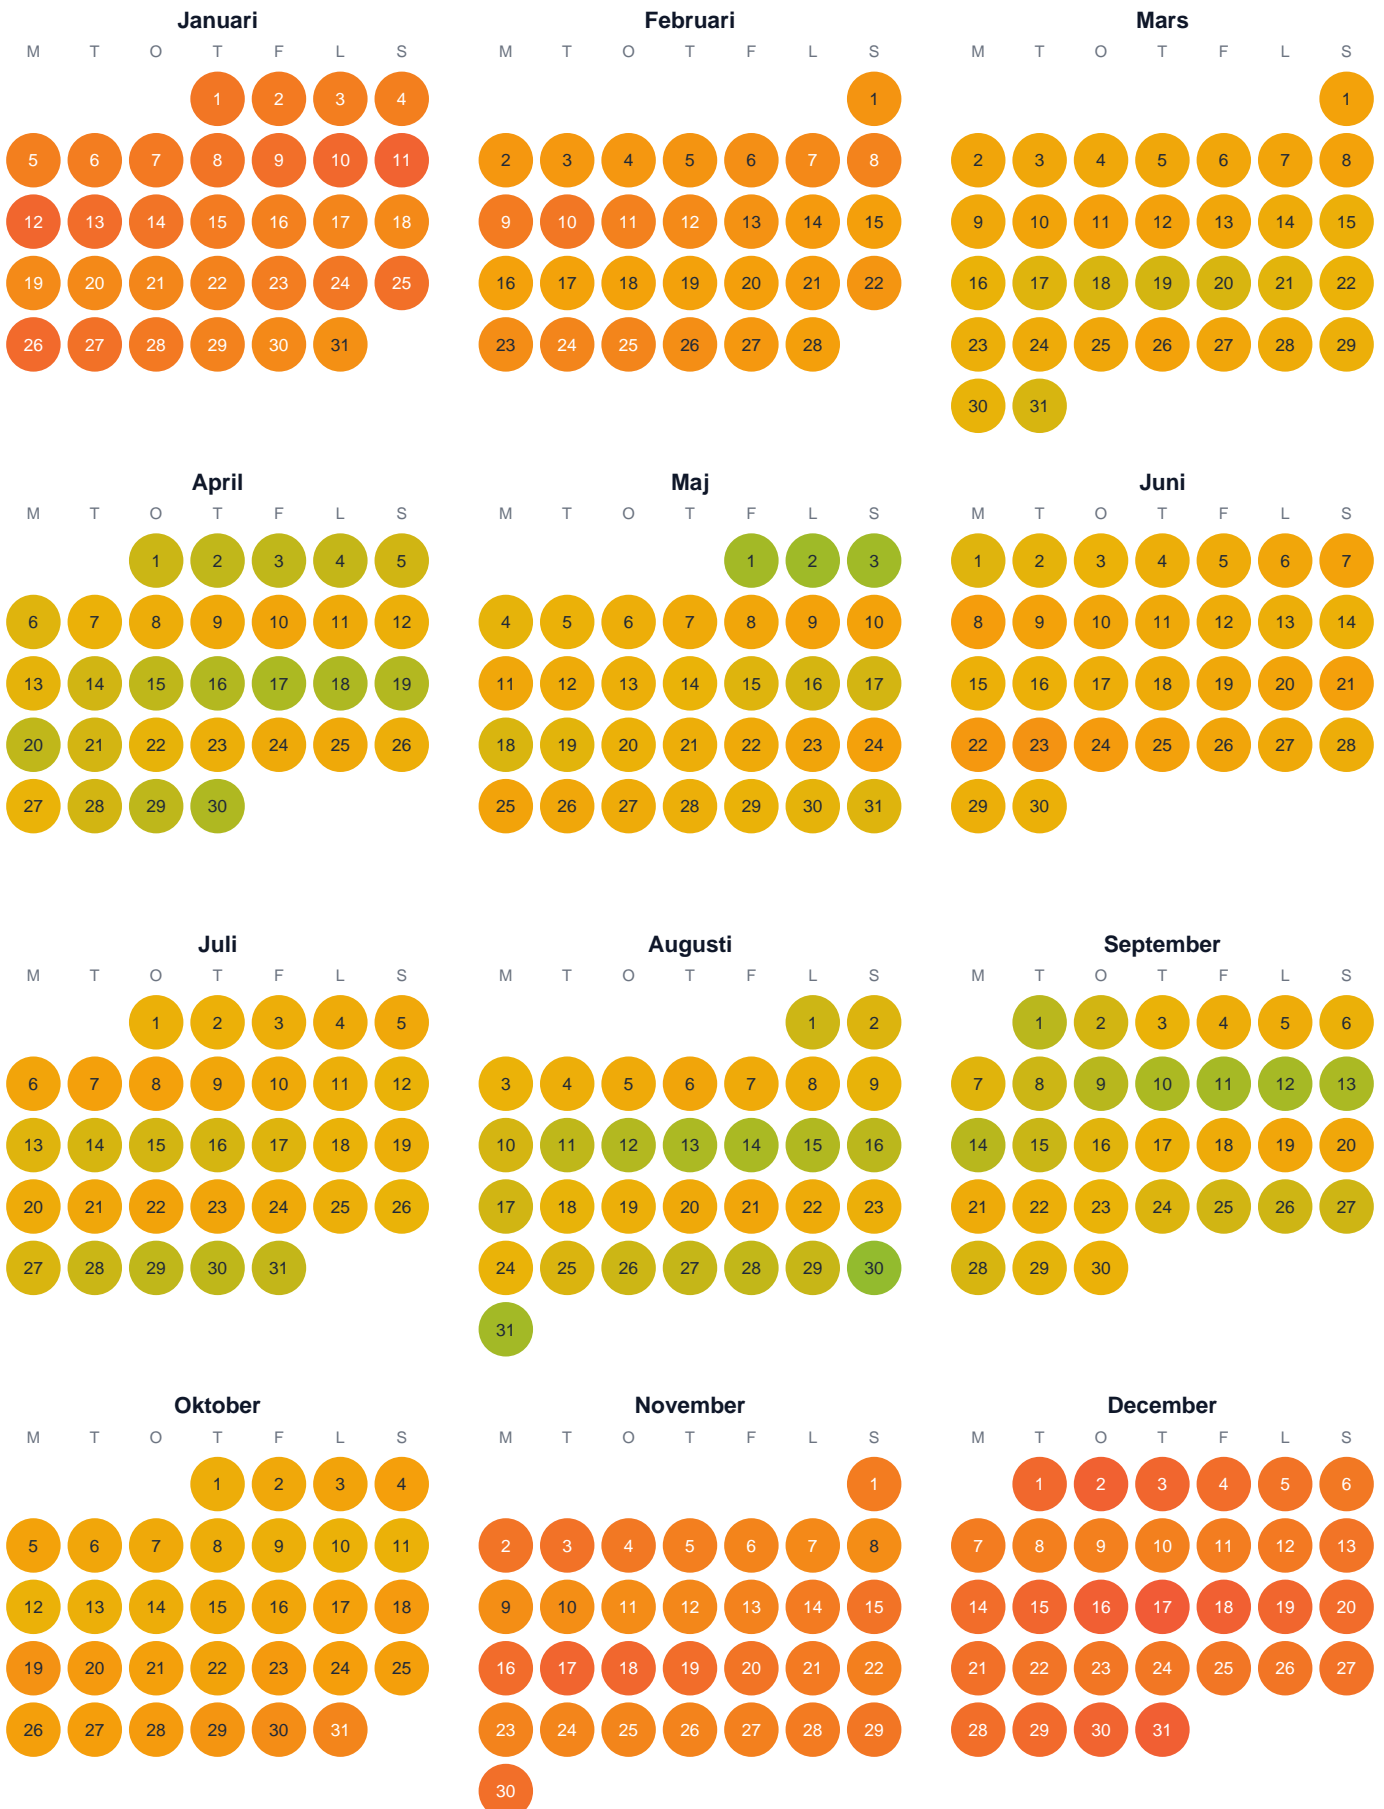 Januari Februari Mars
M T O T F L S M T O T F L S M T O T F L S
1 2 3 4 1 1
5 6 7 8 9 10 11 2 3 4 5 6 7 8 2 3 4 5 6 7 8
12 13 14 15 16 17 18 9 10 11 12 13 14 15 9 10 11 12 13 14 15
19 20 21 22 23 24 25 16 17 18 19 20 21 22 16 17 18 19 20 21 22
26 27 28 29 30 31 23 24 25 26 27 28 23 24 25 26 27 28 29
30 31
April Maj Juni
M T O T F L S M T O T F L S M T O T F L S
1 2 3 4 5 1 2 3 1 2 3 4 5 6 7
6 7 8 9 10 11 12 4 5 6 7 8 9 10 8 9 10 11 12 13 14
13 14 15 16 17 18 19 11 12 13 14 15 16 17 15 16 17 18 19 20 21
20 21 22 23 24 25 26 18 19 20 21 22 23 24 22 23 24 25 26 27 28
27 28 29 30 25 26 27 28 29 30 31 29 30
Juli Augusti September
M T O T F L S M T O T F L S M T O T F L S
1 2 3 4 5 1 2 1 2 3 4 5 6
6 7 8 9 10 11 12 3 4 5 6 7 8 9 7 8 9 10 11 12 13
13 14 15 16 17 18 19 10 11 12 13 14 15 16 14 15 16 17 18 19 20
20 21 22 23 24 25 26 17 18 19 20 21 22 23 21 22 23 24 25 26 27
27 28 29 30 31 24 25 26 27 28 29 30 28 29 30
31
Oktober November December
M T O T F L S M T O T F L S M T O T F L S
1 2 3 4 1 1 2 3 4 5 6
5 6 7 8 9 10 11 2 3 4 5 6 7 8 7 8 9 10 11 12 13
12 13 14 15 16 17 18 9 10 11 12 13 14 15 14 15 16 17 18 19 20
19 20 21 22 23 24 25 16 17 18 19 20 21 22 21 22 23 24 25 26 27
26 27 28 29 30 31 23 24 25 26 27 28 29 28 29 30 31
30